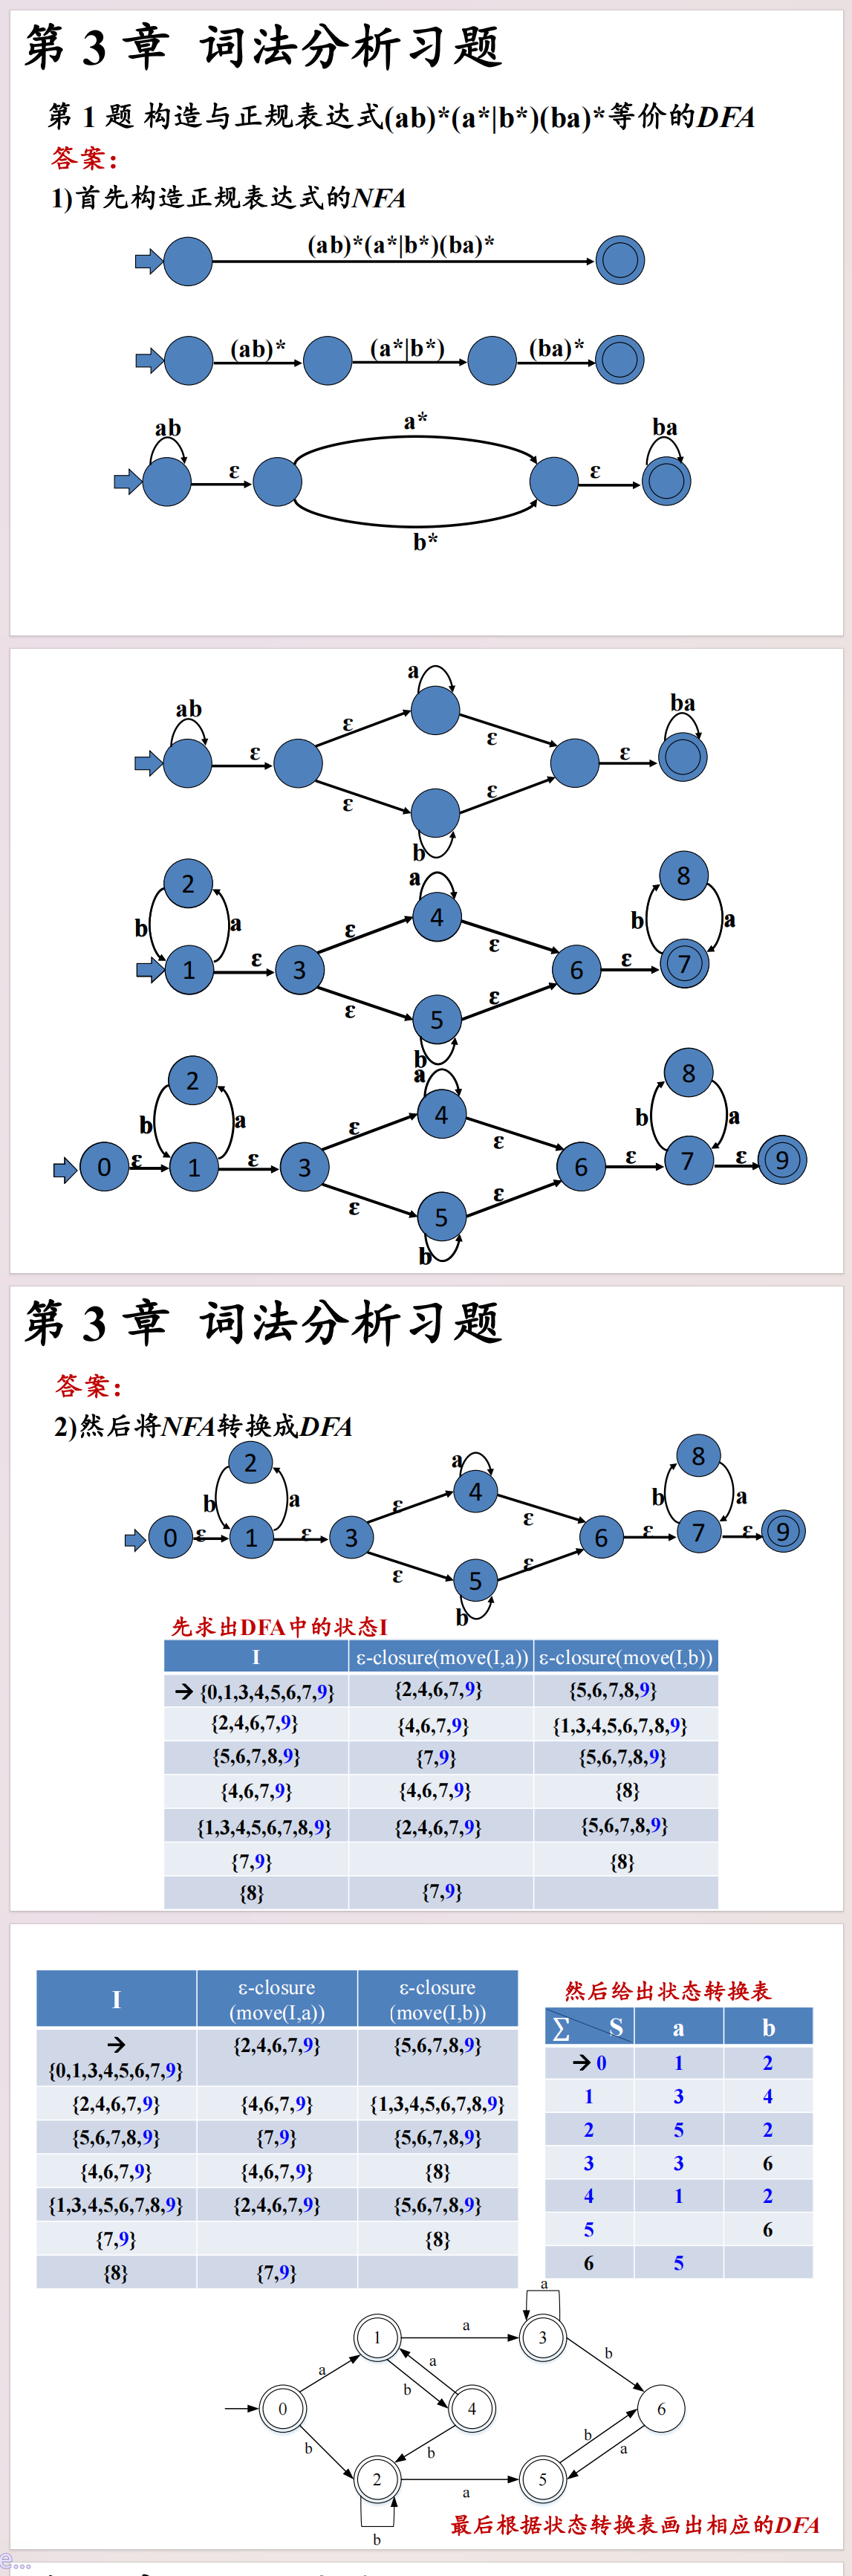 第 3 章 词法分析习题
第 1 题 构造与正规表达式(ab)*(a*|b*)(ba)*等价的DFA
答案：
1)首先构造正规表达式的NFA
(ab)*(a*|b*)(ba)*
(ab)* (a*|b*) (ba)*
a*
ab ba
ε ε
b*
a
ab ba
ε ε
ε ε
ε ε
b
2 a 8
b a 4 b a
ε ε
1 ε 3 6 ε 7
ε ε
5
b
2 a 8
b a 4 b a
ε ε
0 ε 1 ε 3 6 ε 7 ε 9
ε ε
5
b
第 3 章 词法分析习题
答案：
2)然后将NFA转换成DFA
2 a 8
b a 4 b a
ε ε
0 ε 1 ε 3 6 ε 7 ε 9
ε ε
5
b
先求出DFA中的状态I
I ε-closure(move(I,a)) ε-closure(move(I,b))
→ {0,1,3,4,5,6,7,9} {2,4,6,7,9} {5,6,7,8,9}
{2,4,6,7,9} {4,6,7,9} {1,3,4,5,6,7,8,9}
{5,6,7,8,9} {7,9} {5,6,7,8,9}
{4,6,7,9} {4,6,7,9} {8}
{1,3,4,5,6,7,8,9} {2,4,6,7,9} {5,6,7,8,9}
{7,9} {8}
{8} {7,9}
I ε-closure (move(I,a)) ε-closure (move(I,b))
→ {0,1,3,4,5,6,7,9} {2,4,6,7,9} {5,6,7,8,9}
{2,4,6,7,9} {4,6,7,9} {1,3,4,5,6,7,8,9}
{5,6,7,8,9} {7,9} {5,6,7,8,9}
{4,6,7,9} {4,6,7,9} {8}
{1,3,4,5,6,7,8,9} {2,4,6,7,9} {5,6,7,8,9}
{7,9} {8}
{8} {7,9}
然后给出状态转换表
∑ S a b
→ 0 1 2
1 3 4
2 5 2
3 3 6
4 1 2
5 6
6 5
a
1 a 3
a a b
b
0 4 6
b b b a
2 a 5
b
最后根据状态转换表画出相应的DFA